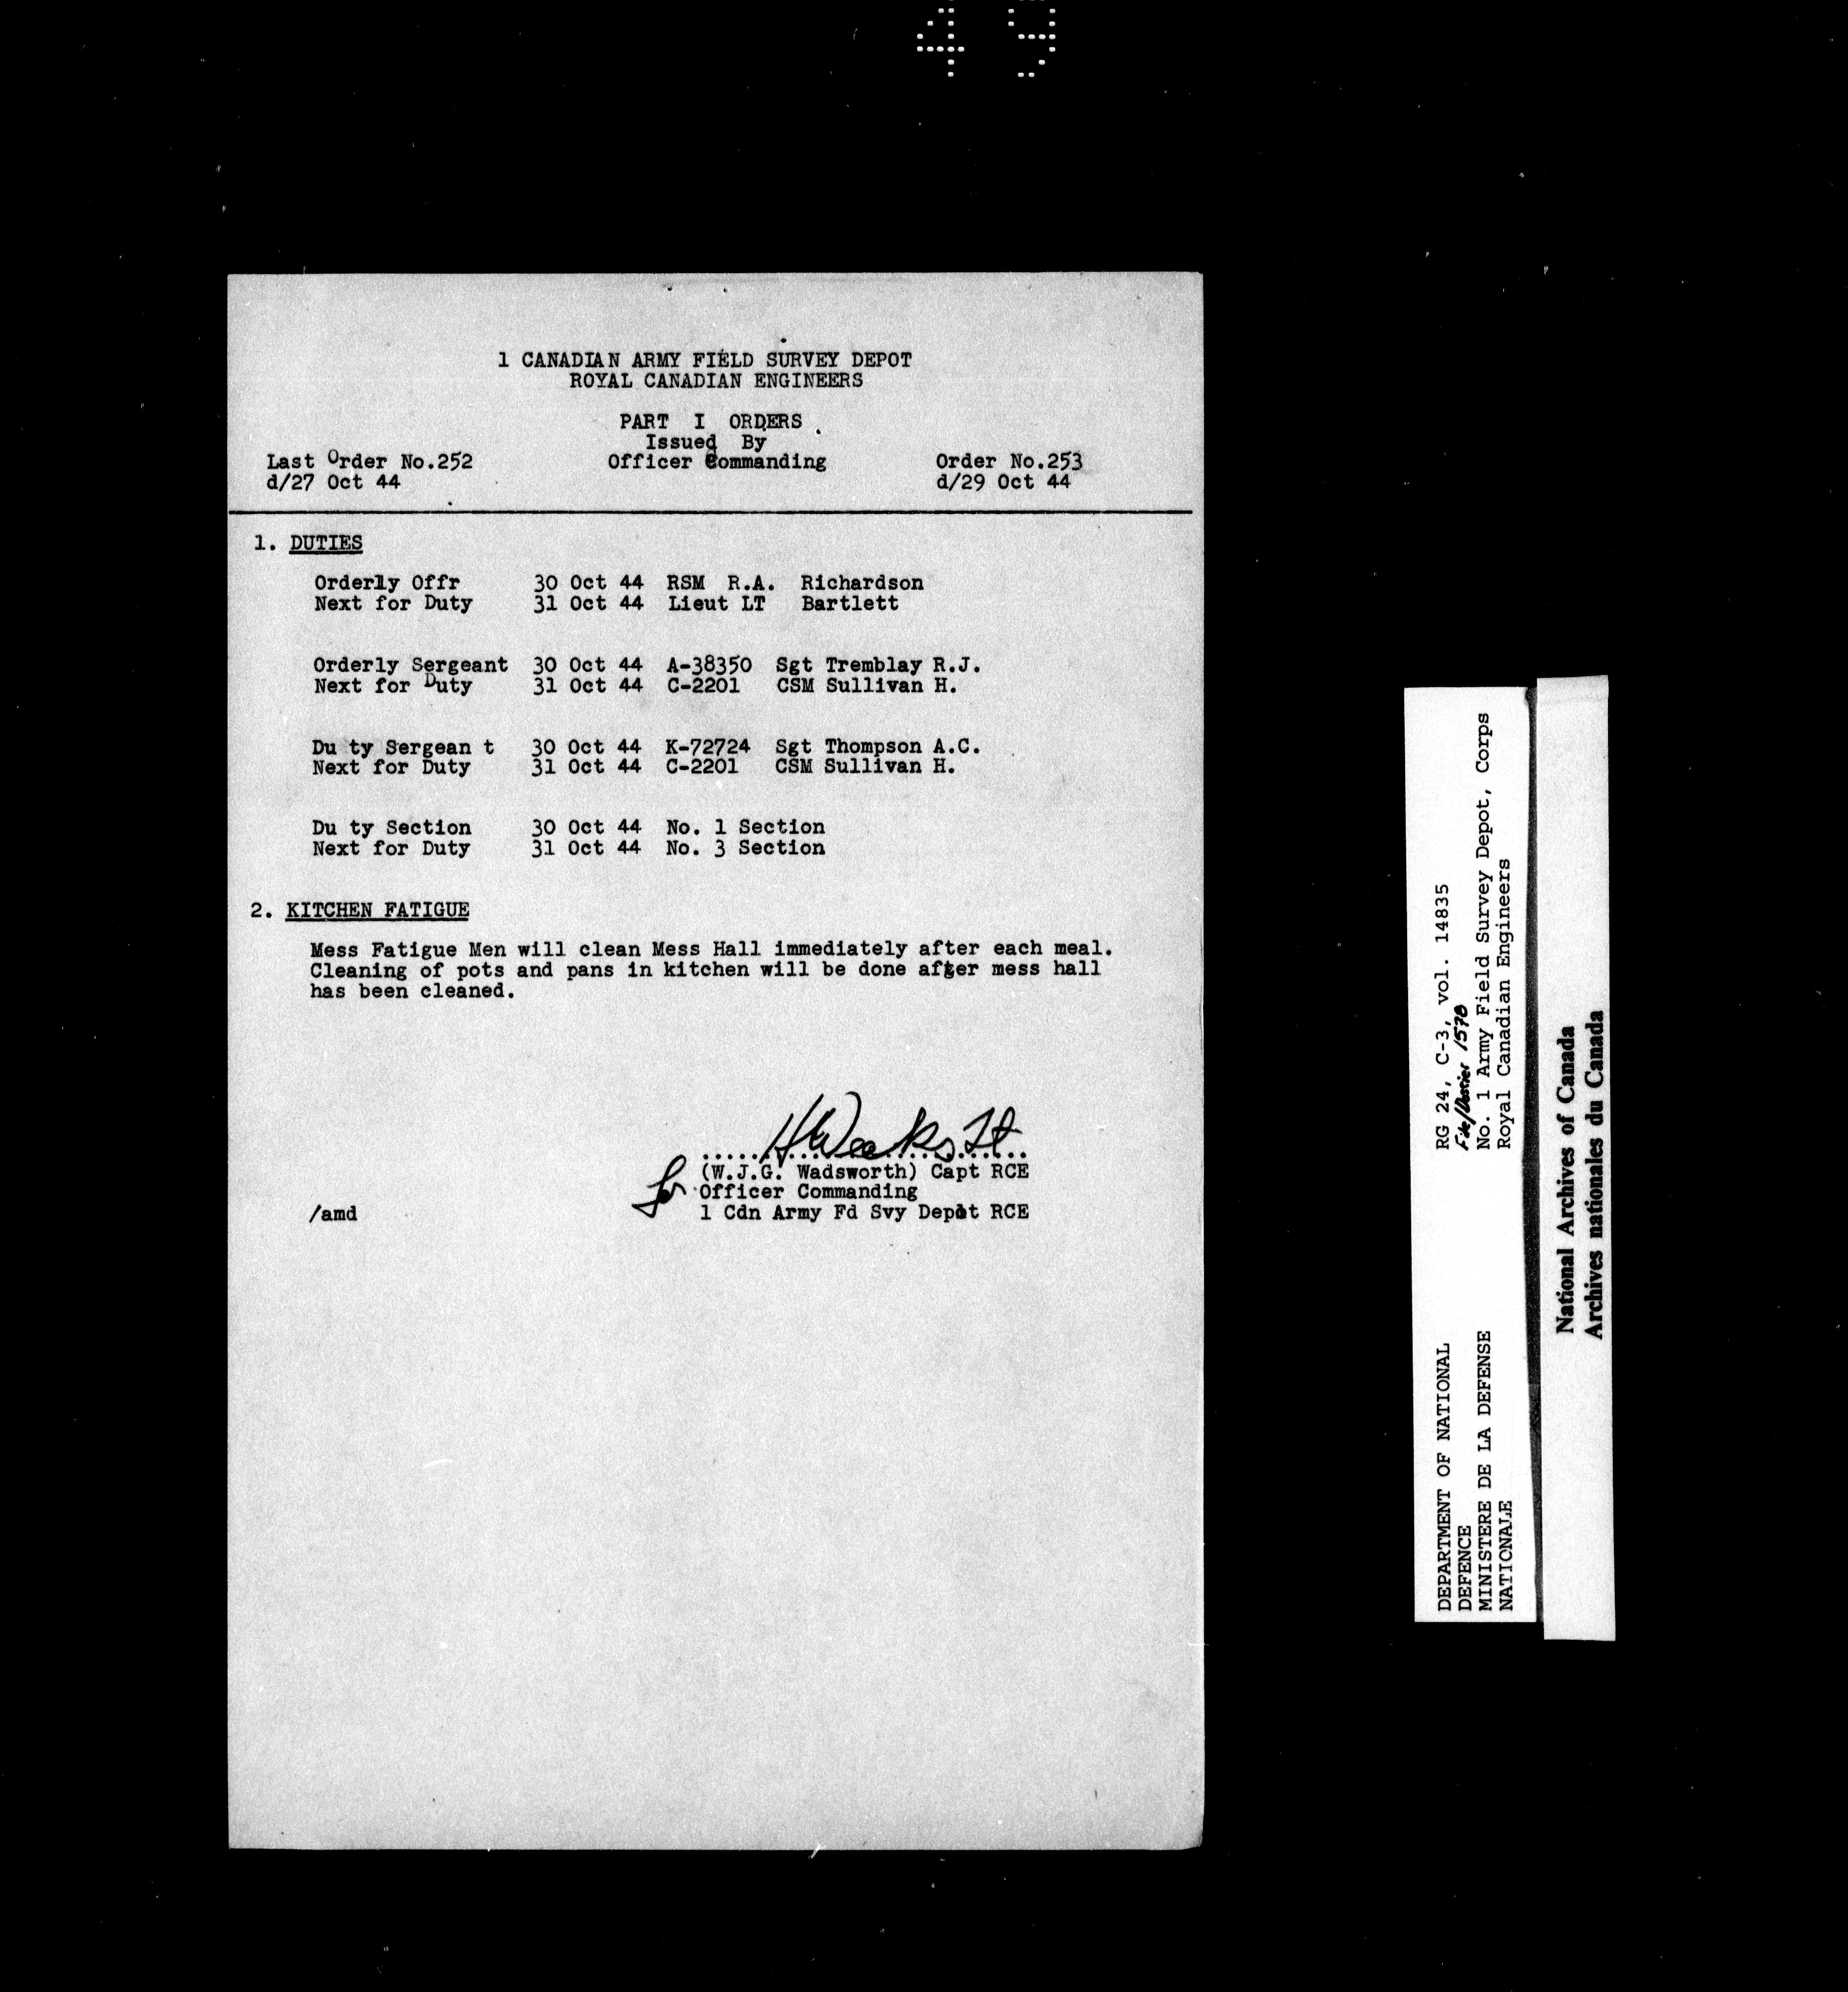 49
1 CANADIAN ARMY FIELD SURVEY DEPOT
ROYAL CANADIAN ENGINEERS
PART I ORDERS
Issued By
Last Order No.252 Officer Commanding Order No.253
d/27 Oct 44 d/29 Oct 44
1. DUTIES
Orderly Offr 30 Oct 44 RSM R.A. Richardson
Next for Duty 31 Oct 44 Lieut LT Bartlett
Orderly Sergeant 30 Oct 44 A-38350 Sgt Tremblay R.J.
Next for Duty 31 Oct 44 C-2201 CSM Sullivan H.
Du ty Sergean t 30 Oct 44 K-72724 Sgt Thompson A.C.
Next for Duty 31 Oct 44 C-2201 CSM Sullivan H.
Du ty Section 30 Oct 44 No. 1 Section
Next for Duty 31 Oct 44 No. 3 Section
2. KITCHEN FATIGUE
Mess Fatigue Men will clean Mess Hall immediately after each meal.
Cleaning of pots and pans in kitchen will be done after mess hall
has been cleaned.
HWeeks Lt
(W.J.G. Wadsworth) Capt RCE
for Officer Commanding
/amd 1 Cdn Army Fd Svy Depot RCE
DEPARTMENT OF NATIONAL
DEFENCE
MINISTERE DE LA DEFENSE
NATIONALE
RG 24, C-3, vol. 14835
File/Dossier 1570
No. 1 Army Field Survey Depot, Corps
Royal Canadian Engineers
National Archives of Canada
Archives nationales du Canada